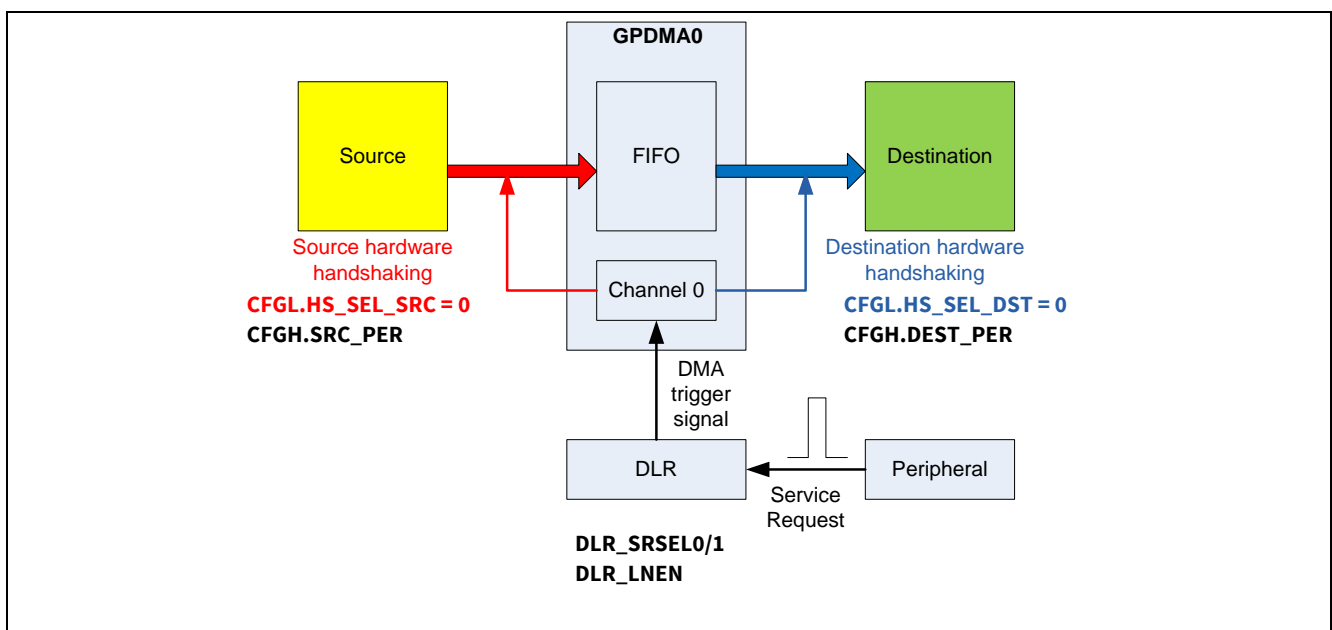 GPDMA0
Source
FIFO
Destination
Source hardware
handshaking
CFGL.HS_SEL_SRC = 0
CFGH.SRC_PER
Channel 0
Destination hardware
handshaking
CFGL.HS_SEL_DST = 0
CFGH.DEST_PER
DMA
trigger
signal
DLR
Peripheral
Service
Request
DLR_SRSEL0/1
DLR_LNEN